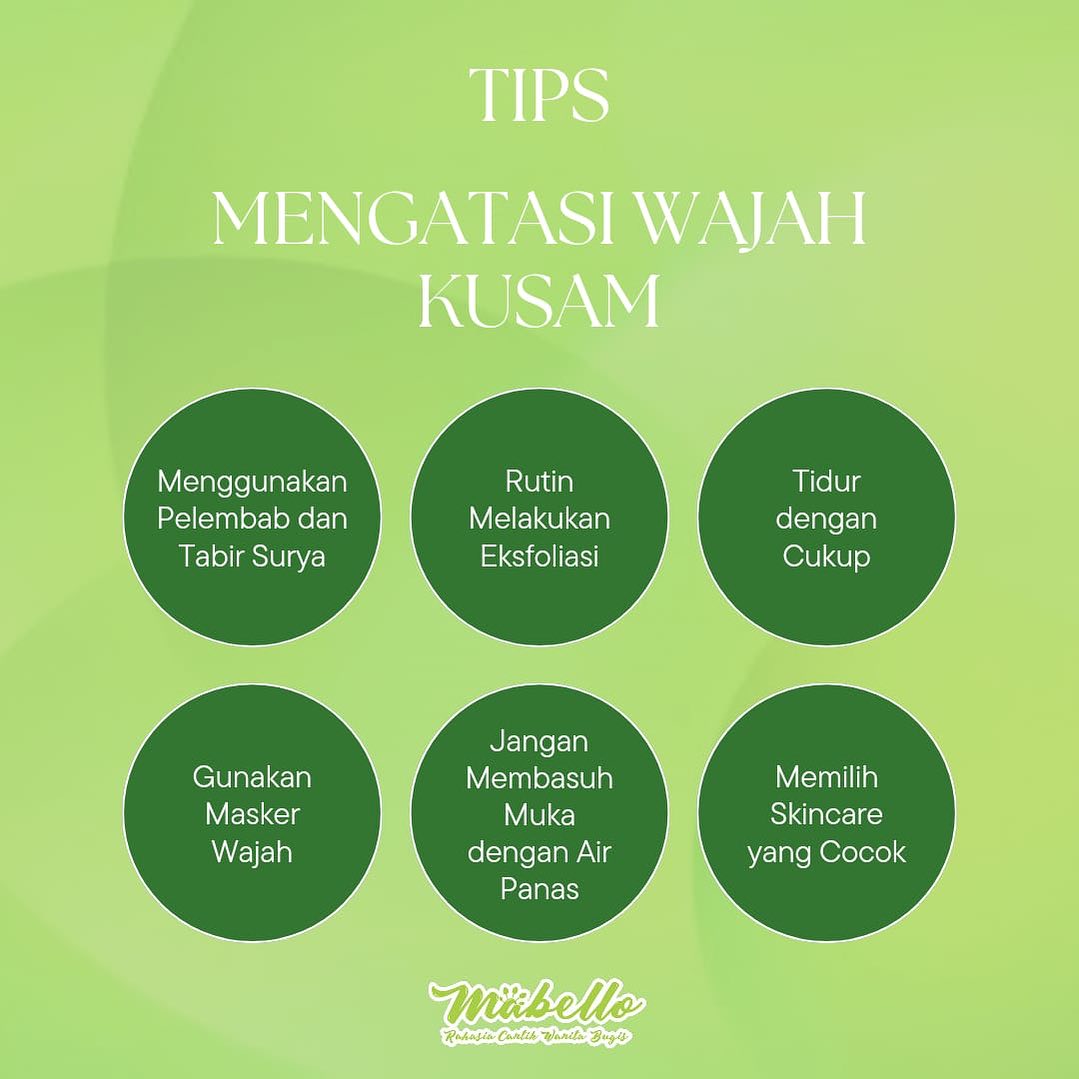 TIPS
MENGATASI WAJAH
KUSAM
Menggunakan
Pelembab dan
Tabir Surya
Rutin
Melakukan
Eksfoliasi
Tidur
dengan
Cukup
Gunakan
Masker
Wajah
Jangan
Membasuh
Muka
dengan Air
Panas
Memilih
Skincare
yang Cocok
Mabello
Rahasia Cantik Wanita Bugis